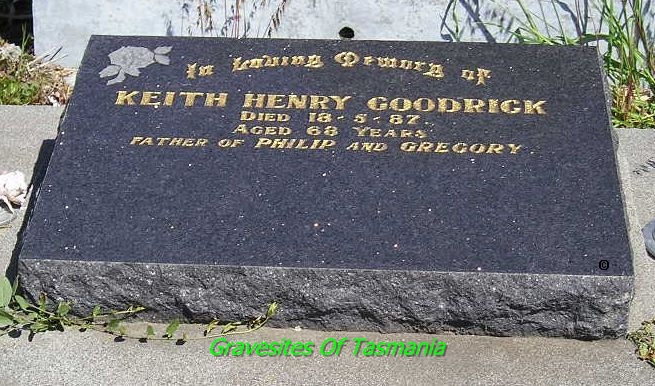 In Loving Memory of
KEITH HENRY GOODRICK
DIED 18-5-87
AGED 68 YEARS
FATHER OF PHILIP AND GREGORY
Gravesites Of Tasmania